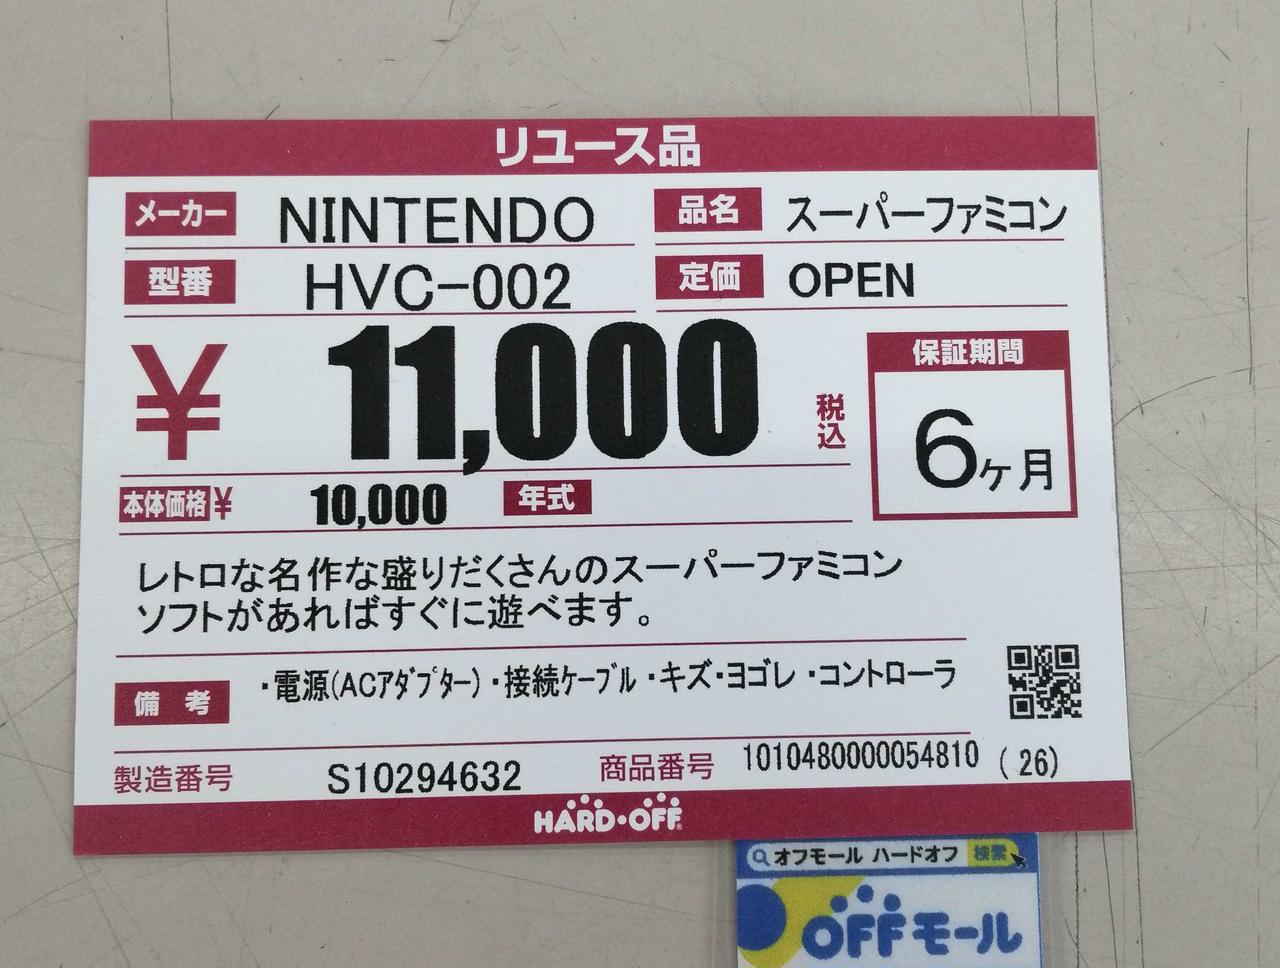 リユース品
メーカー NINTENDO 品名 スーパーファミコン
型番 HVC-002 定価 OPEN
¥ 11,000 税込 保証期間
6ヶ月
本体価格¥ 10,000 年式
レトロな名作な盛りだくさんのスーパーファミコン
ソフトがあればすぐに遊べます。
備考 ・電源(ACｱﾀﾞﾌﾟﾀｰ)・接続ｹｰﾌﾞﾙ・キズ・ヨゴレ・コントローラ
製造番号 S10294632 商品番号 1010480000054810 (26)
HARD・OFF
オフモール ハードオフ 検索
OFFモール